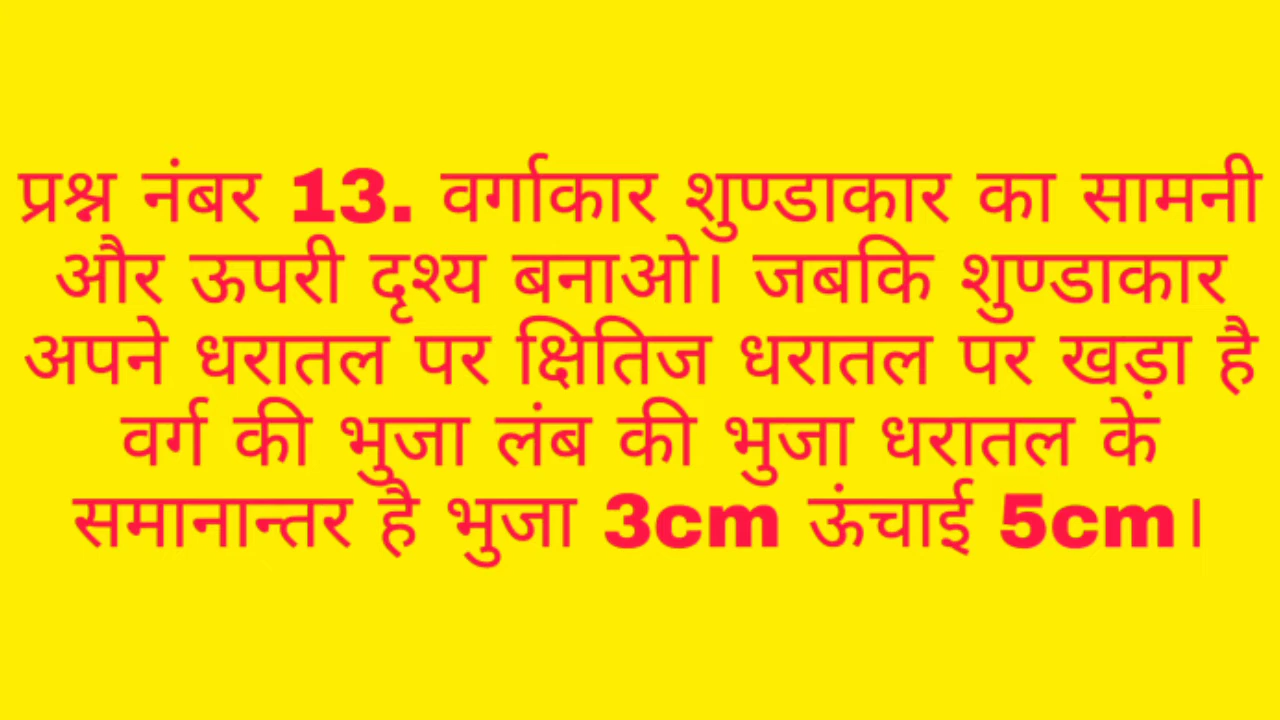 प्रश्न नंबर 13. वर्गाकार शुण्डाकार का सामनी
और ऊपरी दृश्य बनाओ। जबकि शुण्डाकार
अपने धरातल पर क्षितिज धरातल पर खड़ा है
वर्ग की भुजा लंब की भुजा धरातल के
समानान्तर है भुजा 3cm ऊंचाई 5cm।